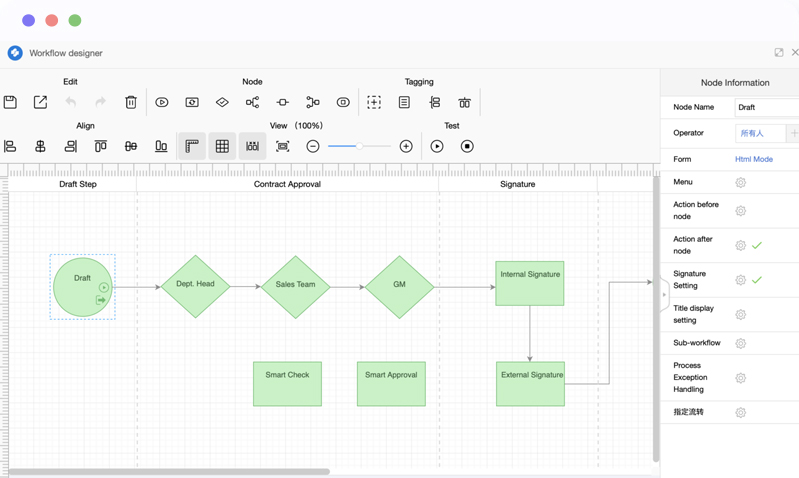 Workflow designer
Edit
Node
Tagging
Align
View (100%)
Test
Draft Step
Contract Approval
Signature
Draft
Dept. Head
Sales Team
GM
Internal Signature
Smart Check
Smart Approval
External Signature
Node Information
Node Name
Draft
Operator
所有人
Form
Html Mode
Menu
Action before
node
Action after
node
Signature
Setting
Title display
setting
Sub-workflow
Process
Exception
Handling
指定流转